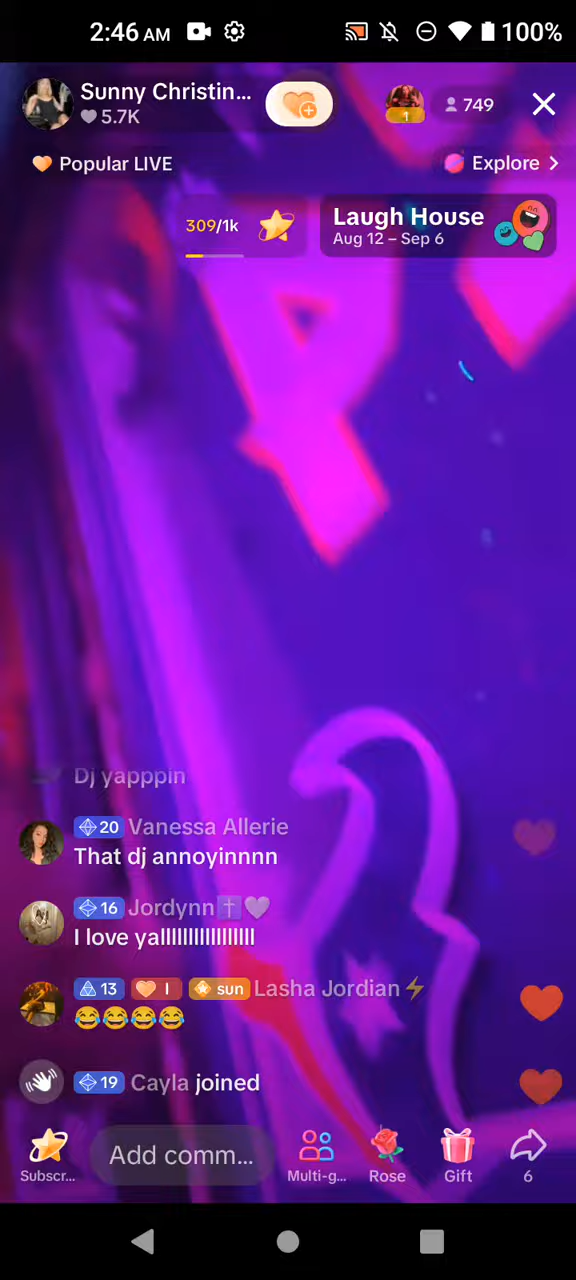 2:46 AM
100%
Sunny Christin...
5.7K
749
Popular LIVE
Explore
309/1k
Laugh House
Aug 12 – Sep 6
Dj yapppin
20 Vanessa Allerie
That dj annoyinnnn
16 Jordynn✝️🤍
I love yallllllllllllllllll
13 I sun Lasha Jordian⚡
😂😂😂😂
19 Cayla joined
Add comm...
Subscr...
Multi-g...
Rose
Gift
6